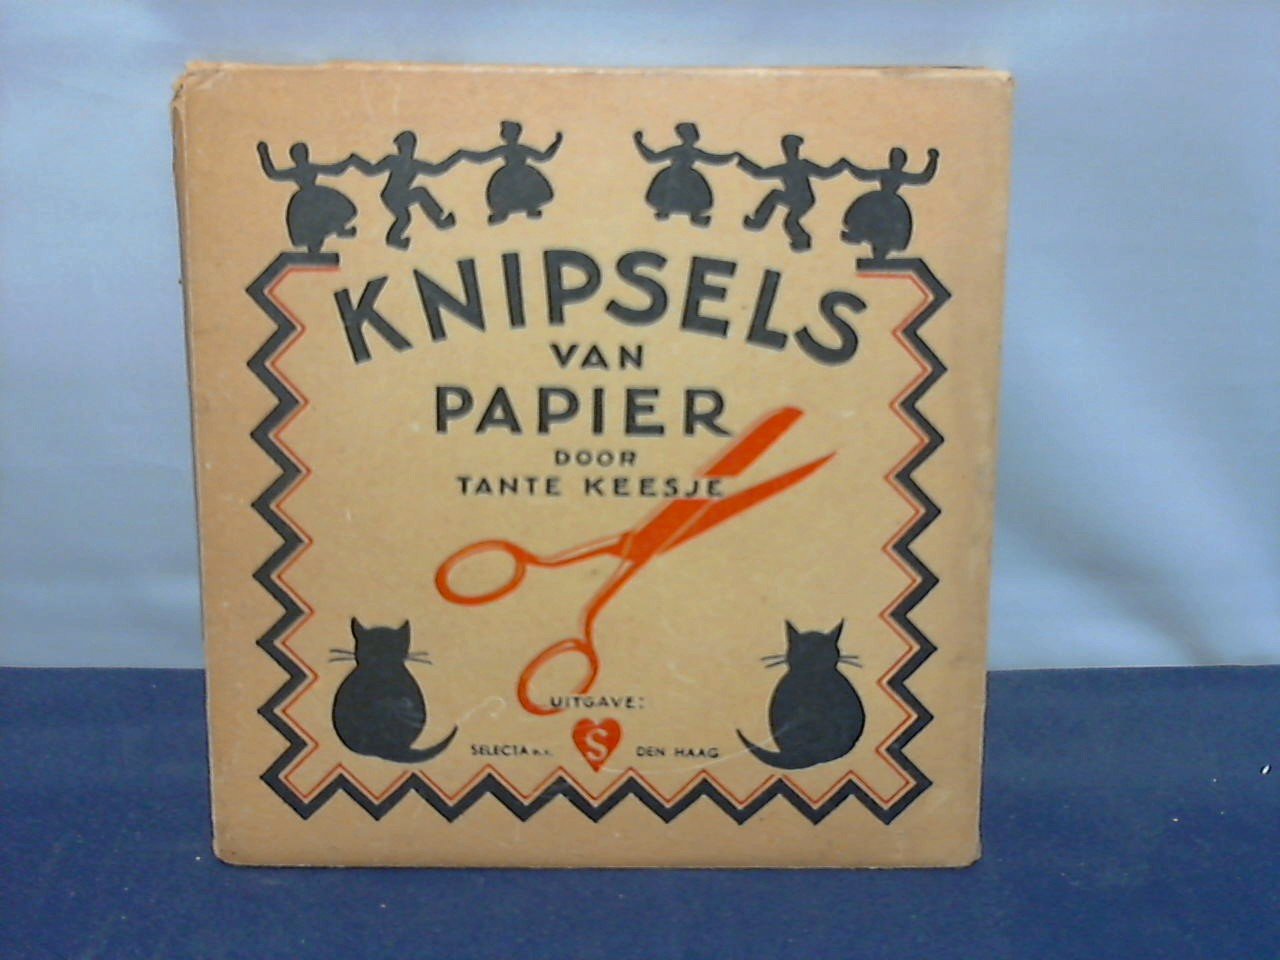 KNIPSELS
VAN
PAPIER
DOOR
TANTE KEESJE
UITGAVE:
SELECTA N.V. S DEN HAAG